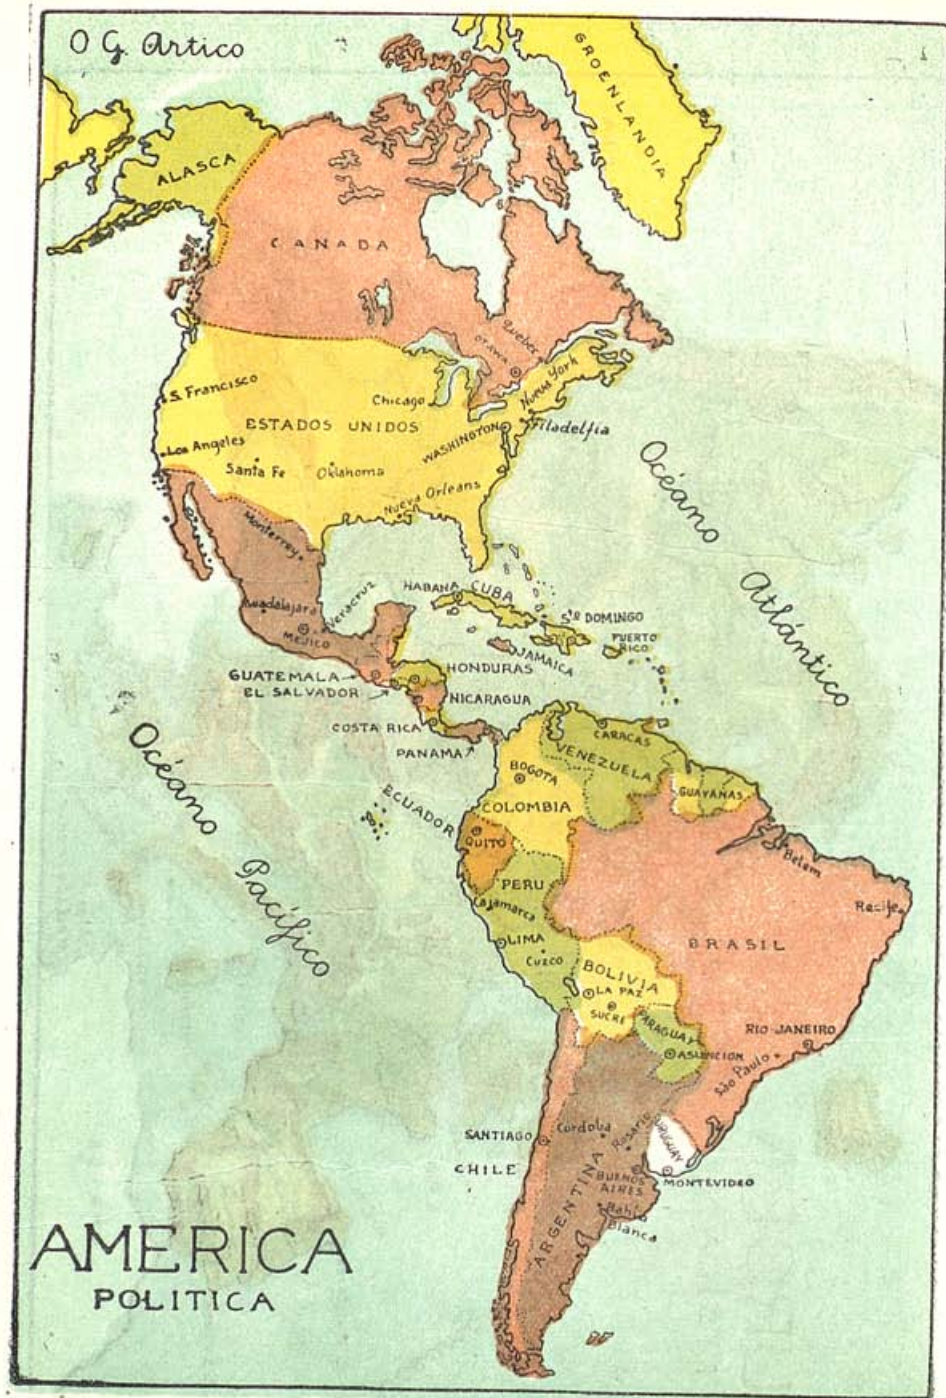 O G. Artico
GROENLANDIA
ALASCA
CANADA
Quebec
OTAWA
Nueva York
S. Francisco
Chicago
ESTADOS UNIDOS
WASHINGTON
Filadelfia
Los Angeles
Santa Fe
Oklahoma
Nueva Orleans
Océano
Atlántico
Monterrey
Guadalajara
MEJICO
Veracruz
HABANA
CUBA
Sto DOMINGO
PUERTO
RICO
JAMAICA
GUATEMALA
HONDURAS
EL SALVADOR
NICARAGUA
COSTA RICA
PANAMA
Océano
Pacífico
CARACAS
VENEZUELA
BOGOTA
COLOMBIA
GUAYANAS
ECUADOR
QUITO
PERU
Cajamarca
LIMA
Cuzco
Belem
Recife
BRASIL
BOLIVIA
LA PAZ
SUCRE
PARAGUAY
ASUNCION
RIO-JANEIRO
São Paulo
SANTIAGO
CHILE
Cordoba
Rosario
URUGUAY
ARGENTINA
BUENOS
AIRES
MONTEVIDEO
Bahia
Blanca
AMERICA
POLITICA